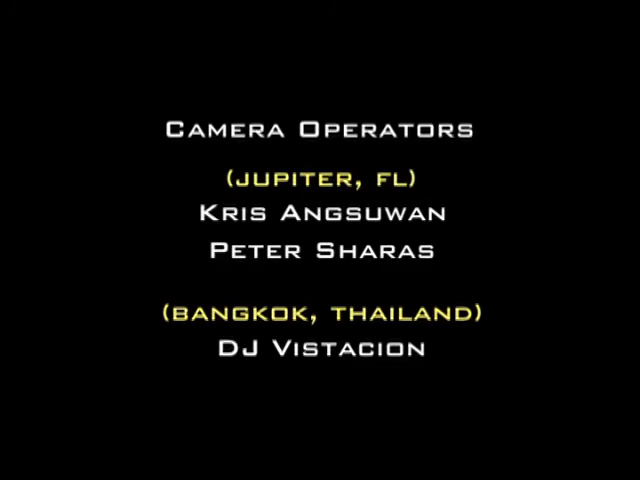 Camera Operators
(JUPITER, FL)
Kris Angsuwan
Peter Sharas
(BANGKOK, THAILAND)
DJ Vistacion